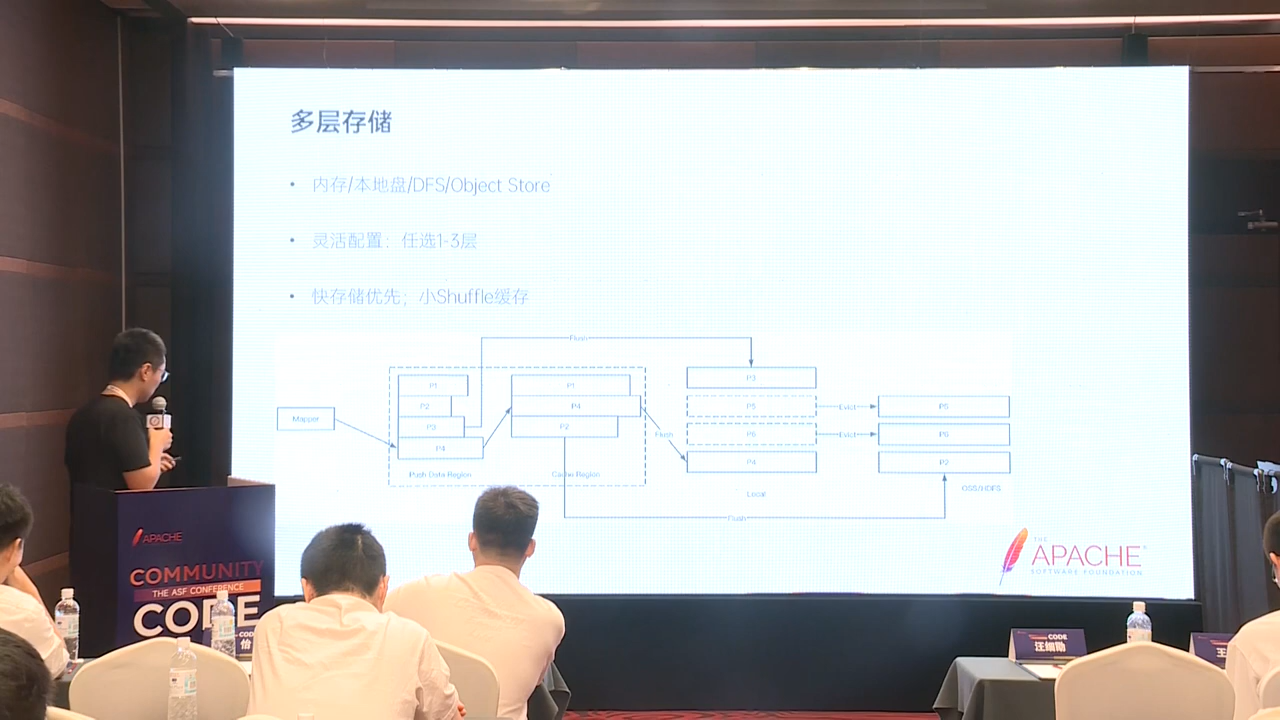 多层存储
• 内存/本地盘/DFS/Object Store
• 灵活配置：任选1-3层
• 快存储优先；小Shuffle缓存
Flush
P1
P2
P3
P4
Push Data Region
P1
P4
P2
Cache Region
Mapper
Flush
P3
P5
P6
P4
Local
Evict
Evict
P5
P6
P2
OSS/HDFS
Flush
THE
APACHE
SOFTWARE FOUNDATION
APACHE
COMMUNITY
THE ASF CONFERENCE
CODE
CODE